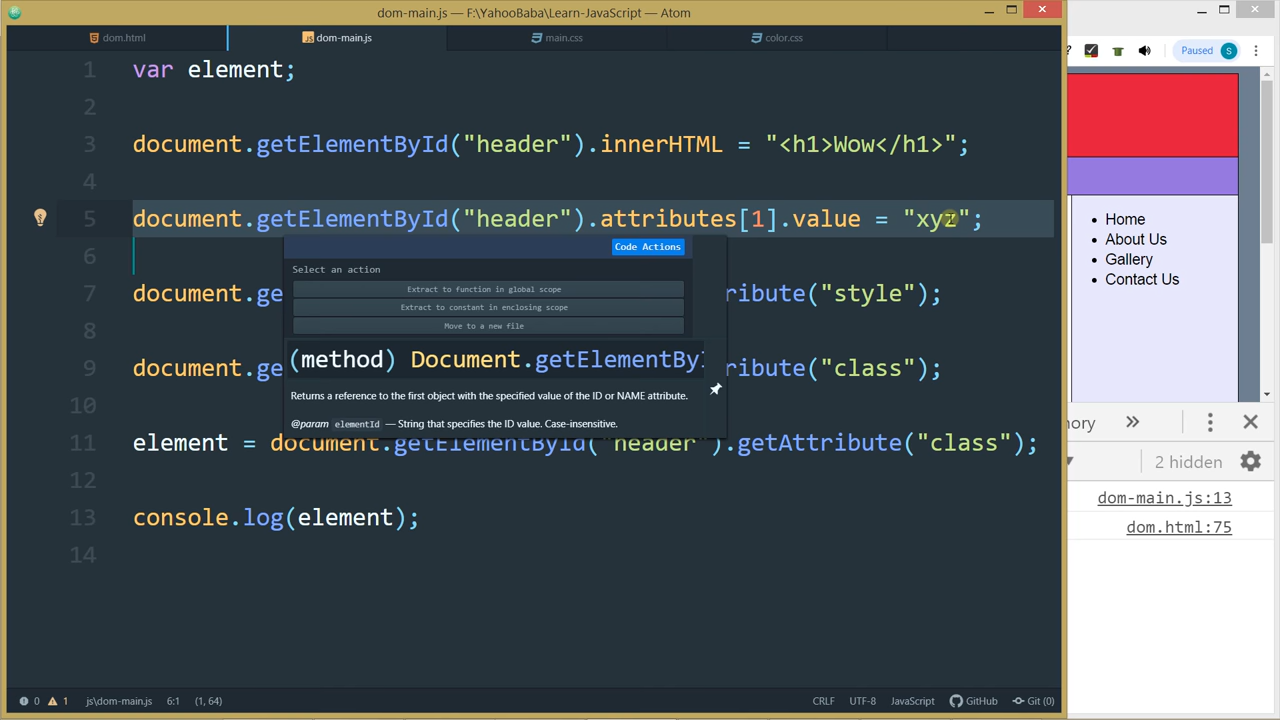 dom-main.js — F:\YahooBaba\Learn-JavaScript — Atom
dom.html
dom-main.js
main.css
color.css
1 var element;
2
3 document.getElementById("header").innerHTML = "<h1>Wow</h1>";
4
5 document.getElementById("header").attributes[1].value = "xyz";
6
Code Actions
Select an action
Extract to function in global scope
Extract to constant in enclosing scope
Move to a new file
7 document.ge ribute("style");
8
(method) Document.getElementByI
9 document.ge ribute("class");
Returns a reference to the first object with the specified value of the ID or NAME attribute.
10
@param elementId — String that specifies the ID value. Case-insensitive.
11 element = document.getElementById("header").getAttribute("class");
12
13 console.log(element);
14
0 1 js\dom-main.js 6:1 (1, 64) CRLF UTF-8 JavaScript GitHub Git (0)
? Paused S
Home
About Us
Gallery
Contact Us
ory »
2 hidden
dom-main.js:13
dom.html:75